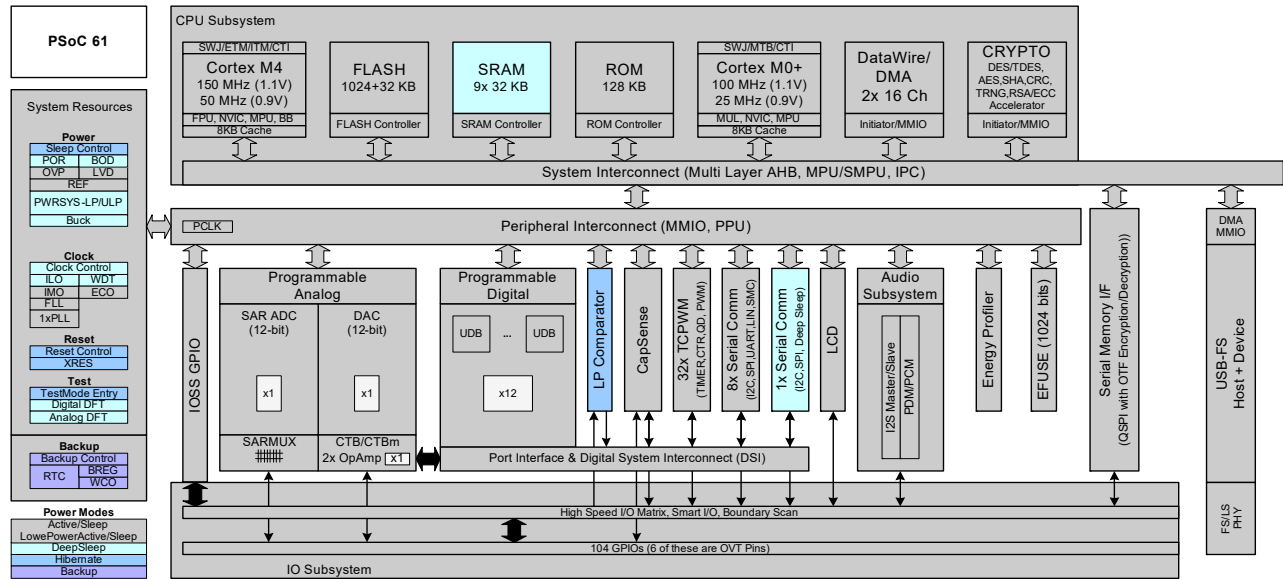 PSoC 61
System Resources
Power
Sleep Control
POR BOD
OVP LVD
REF
PWRSYS-LP/ULP
Buck
Clock
Clock Control
ILO WDT
IMO ECO
FLL
1xPLL
Reset
Reset Control
XRES
Test
TestMode Entry
Digital DFT
Analog DFT
Backup
Backup Control
RTC
BREG
WCO
Power Modes
Active/Sleep
LowePowerActive/Sleep
DeepSleep
Hibernate
Backup
CPU Subsystem
SWJ/ETM/ITM/CTI
Cortex M4
150 MHz (1.1V)
50 MHz (0.9V)
FPU, NVIC, MPU, BB
8KB Cache
FLASH
1024+32 KB
FLASH Controller
SRAM
9x 32 KB
SRAM Controller
ROM
128 KB
ROM Controller
SWJ/MTB/CTI
Cortex M0+
100 MHz (1.1V)
25 MHz (0.9V)
MUL, NVIC, MPU
8KB Cache
DataWire/
DMA
2x 16 Ch
Initiator/MMIO
CRYPTO
DES/TDES,
AES,SHA,CRC,
TRNG,RSA/ECC
Accelerator
Initiator/MMIO
System Interconnect (Multi Layer AHB, MPU/SMPU, IPC)
PCLK
Peripheral Interconnect (MMIO, PPU)
IOSS GPIO
Programmable
Analog
SAR ADC
(12-bit)
x1
SARMUX
DAC
(12-bit)
x1
CTB/CTBm
2x OpAmp x1
Programmable
Digital
UDB ... UDB
x12
LP Comparator
CapSense
32x TCPWM
(TIMER,CTR,QD, PWM)
8x Serial Comm
(I2C,SPI,UART,LIN,SMC)
1x Serial Comm
(I2C,SPI, Deep Sleep)
LCD
Audio
Subsystem
I2S Master/Slave
PDM/PCM
Energy Profiler
EFUSE (1024 bits)
Serial Memory I/F
(QSPI with OTF Encryption/Decryption))
DMA
MMIO
USB-FS
Host + Device
FS/LS
PHY
Port Interface & Digital System Interconnect (DSI)
High Speed I/O Matrix, Smart I/O, Boundary Scan
104 GPIOs (6 of these are OVT Pins)
IO Subsystem